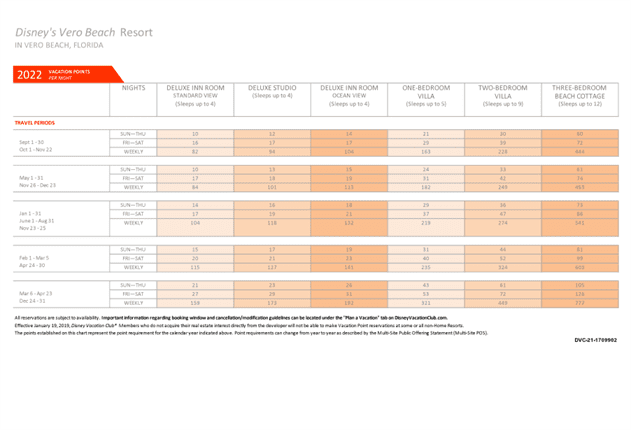 Disney's Vero Beach Resort
IN VERO BEACH, FLORIDA
2022 VACATION POINTS
PER NIGHT
NIGHTS DELUXE INN ROOM DELUXE STUDIO DELUXE INN ROOM ONE-BEDROOM TWO-BEDROOM THREE-BEDROOM
STANDARD VIEW (Sleeps up to 4) OCEAN VIEW VILLA VILLA BEACH COTTAGE
(Sleeps up to 4) (Sleeps up to 4) (Sleeps up to 5) (Sleeps up to 9) (Sleeps up to 12)
TRAVEL PERIODS
Sept 1 - 30
Oct 1 - Nov 22
SUN—THU 10 12 14 21 30 60
FRI—SAT 16 17 17 29 39 72
WEEKLY 82 94 104 163 228 444
May 1 - 31
Nov 26 - Dec 23
SUN—THU 10 13 15 24 33 63
FRI—SAT 17 18 19 31 42 74
WEEKLY 84 101 113 182 249 463
Jan 1 - 31
June 1 - Aug 31
Nov 23 - 25
SUN—THU 14 16 18 29 36 73
FRI—SAT 17 19 21 37 47 88
WEEKLY 104 118 132 219 274 541
Feb 1 - Mar 5
Apr 24 - 30
SUN—THU 15 17 19 31 44 81
FRI—SAT 20 21 23 40 52 99
WEEKLY 115 127 141 235 324 603
Mar 6 - Apr 23
Dec 24 - 31
SUN—THU 21 23 26 43 61 105
FRI—SAT 27 29 31 53 72 126
WEEKLY 159 173 192 321 449 777
All reservations are subject to availability. Important information regarding booking window and cancellation/modification guidelines can be located under the "Plan a Vacation" tab on DisneyVacationClub.com.
Effective January 19, 2019, Disney Vacation Club® Members who do not acquire their real estate interest directly from the developer will not be able to make Vacation Point reservations at some or all non-Home Resorts.
The points established on this chart represent the point requirement for the calendar year indicated above. Point requirements can change from year to year as described by the Multi-Site Public Offering Statement (Multi-Site POS).
DVC-21-1709902